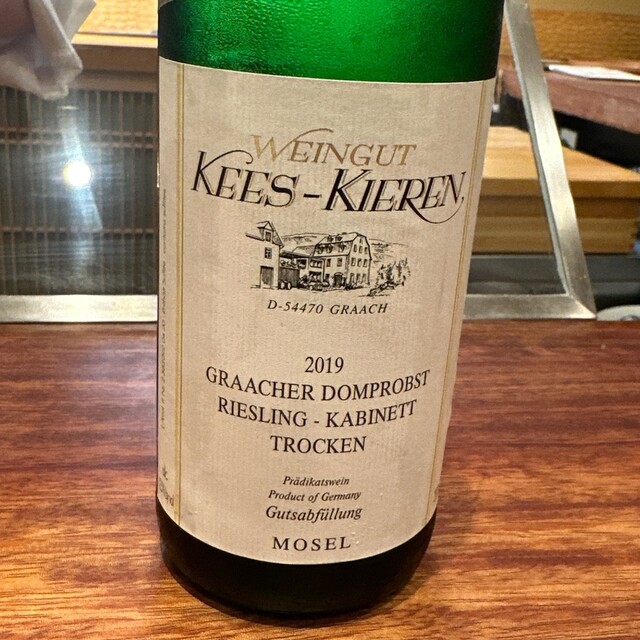 WEINGUT
KEES-KIEREN
D-54470 GRAACH
2019
GRAACHER DOMPROBST
RIESLING - KABINETT
TROCKEN
Prädikatswein
Product of Germany
Gutsabfüllung
MOSEL